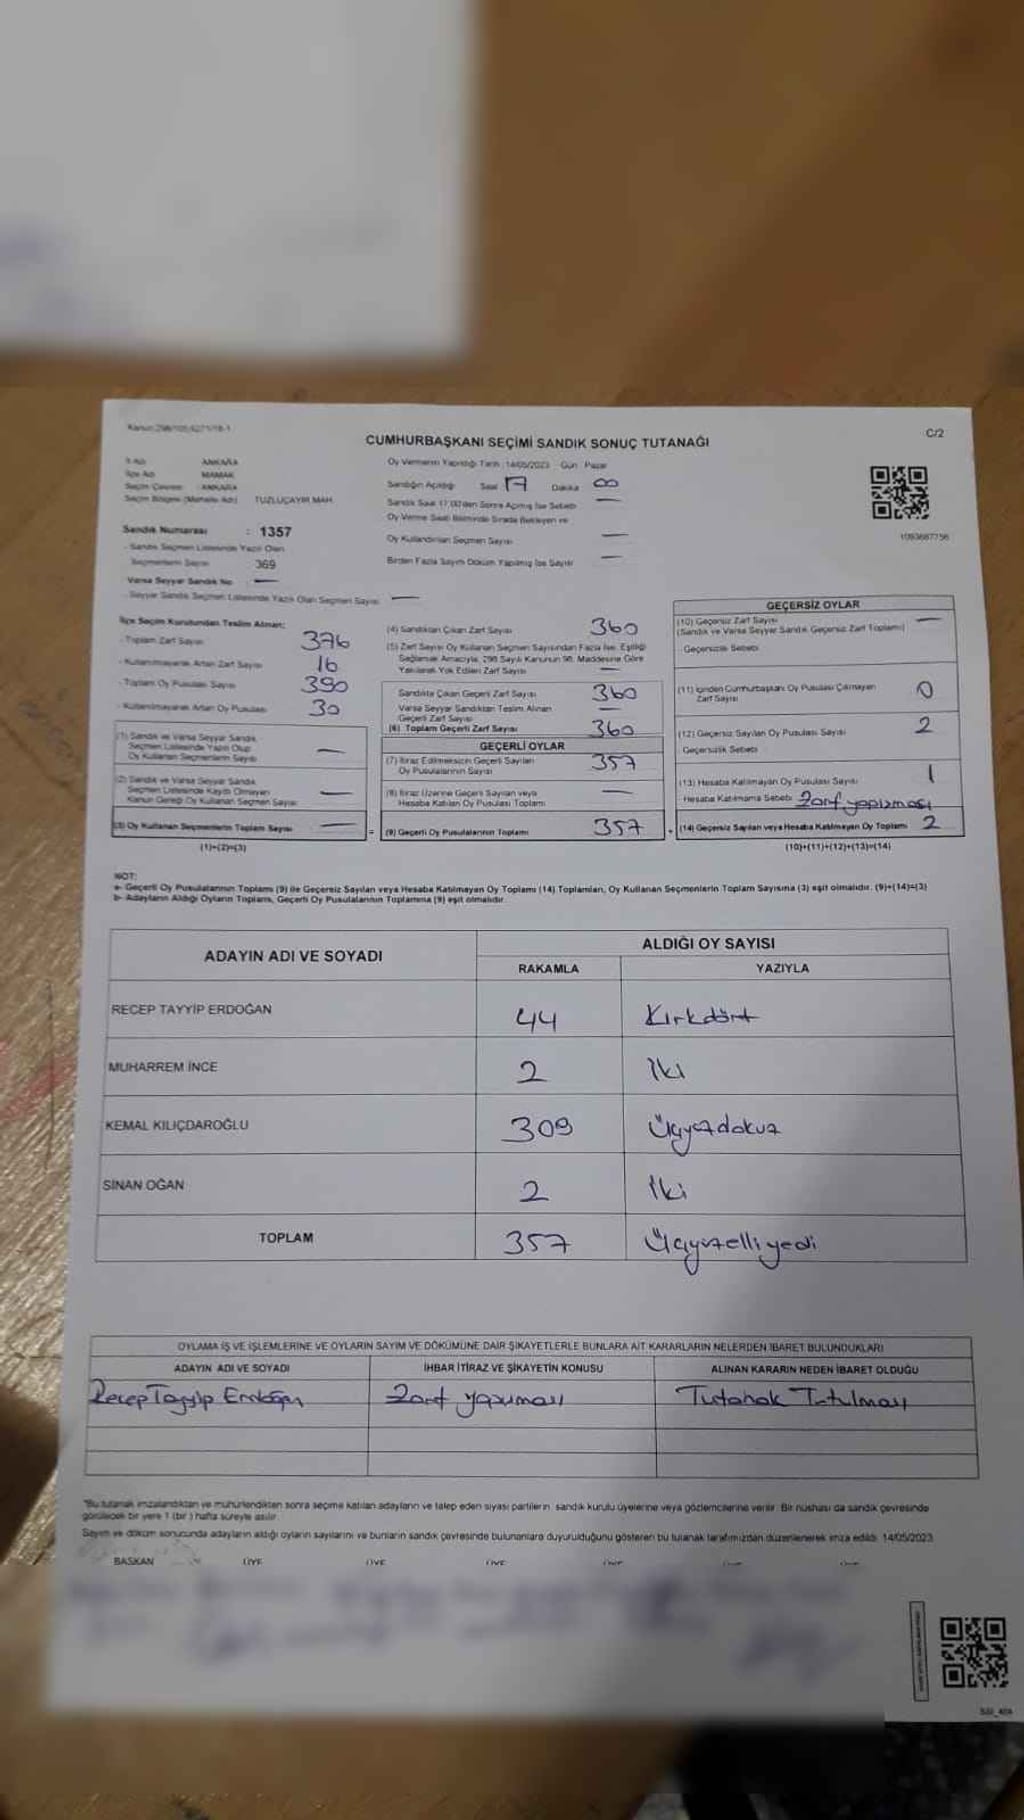 Kanun:298/105,6271/18-1
CUMHURBAŞKANI SEÇİMİ SANDIK SONUÇ TUTANAĞI
C/2
İl Adı ANKARA
İlçe Adı MAMAK
Seçim Çevresi ANKARA
Seçim Bölgesi (Mahalle Adı) TUZLUÇAYIR MAH.
Sandık Numarası : 1357
- Sandık Seçmen Listesinde Yazılı Olan
Seçmenlerin Sayısı 369
- Varsa Seyyar Sandık No —
- Seyyar Sandık Seçmen Listesinde Yazılı Olan Seçmen Sayısı —
Oy Vermenin Yapıldığı Tarih :14/05/2023 Gün Pazar
Sandığın Açıldığı Saat 17 Dakika 00
Sandık Saat 17.00'den Sonra Açılmış İse Sebebi —
Oy Verme Saati Bitiminde Sırada Bekleyen ve
Oy Kullandırılan Seçmen Sayısı —
Birden Fazla Sayım Döküm Yapılmış İse Sayısı —
1093687756
İlçe Seçim Kurulundan Teslim Alınan:
- Toplam Zarf Sayısı 376
- Kullanılmayarak Artan Zarf Sayısı 16
- Toplam Oy Pusulası Sayısı 390
- Kullanılmayarak Artan Oy Pusulası 30
(1) Sandık ve Varsa Seyyar Sandık
Seçmen Listesinde Yazılı Olup
Oy Kullanan Seçmenlerin Sayısı —
(2) Sandık ve Varsa Seyyar Sandık
Seçmen Listesinde Kayıtlı Olmayan
Kanun Gereği Oy Kullanan Seçmen Sayısı —
(3) Oy Kullanan Seçmenlerin Toplam Sayısı —
(1)+(2)=(3)
(4) Sandıktan Çıkan Zarf Sayısı 360
(5) Zarf Sayısı Oy Kullanan Seçmen Sayısından Fazla İse, Eşitliği
Sağlamak Amacıyla, 298 Sayılı Kanunun 98. Maddesine Göre
Yakılarak Yok Edilen Zarf Sayısı —
Sandıkta Çıkan Geçerli Zarf Sayısı 360
Varsa Seyyar Sandıktan Teslim Alınan
Geçerli Zarf Sayısı —
(6) Toplam Geçerli Zarf Sayısı 360
GEÇERLİ OYLAR
(7) İtiraz Edilmeksizin Geçerli Sayılan
Oy Pusulalarının Sayısı 357
(8) İtiraz Üzerine Geçerli Sayılan veya
Hesaba Katılan Oy Pusulası Toplamı —
= (9) Geçerli Oy Pusulalarının Toplamı 357
GEÇERSİZ OYLAR
(10) Geçersiz Zarf Sayısı —
(Sandık ve Varsa Seyyar Sandık Geçersiz Zarf Toplamı)
Geçersizlik Sebebi
(11) İçinden Cumhurbaşkanı Oy Pusulası Çıkmayan
Zarf Sayısı 0
(12) Geçersiz Sayılan Oy Pusulası Sayısı 2
Geçersizlik Sebebi
(13) Hesaba Katılmayan Oy Pusulası Sayısı 1
Hesaba Katılmama Sebebi Zarf yapışması
+ (14) Geçersiz Sayılan veya Hesaba Katılmayan Oy Toplamı 2
(10)+(11)+(12)+(13)=(14)
NOT:
a- Geçerli Oy Pusulalarının Toplamı (9) ile Geçersiz Sayılan veya Hesaba Katılmayan Oy Toplamı (14) Toplamları, Oy Kullanan Seçmenlerin Toplam Sayısına (3) eşit olmalıdır. (9)+(14)=(3)
b- Adayların Aldığı Oyların Toplamı, Geçerli Oy Pusulalarının Toplamına (9) eşit olmalıdır.
ADAYIN ADI VE SOYADI ALDIĞI OY SAYISI
RAKAMLA YAZIYLA
RECEP TAYYİP ERDOĞAN 44 Kırkdört
MUHARREM İNCE 2 İki
KEMAL KILIÇDAROĞLU 309 Üçyüzdokuz
SİNAN OĞAN 2 İki
TOPLAM 357 Üçyüzelliyedi
OYLAMA İŞ VE İŞLEMLERİNE VE OYLARIN SAYIM VE DÖKÜMÜNE DAİR ŞİKAYETLERLE BUNLARA AİT KARARLARIN NELERDEN İBARET BULUNDUKLARI
ADAYIN ADI VE SOYADI İHBAR İTİRAZ VE ŞİKAYETİN KONUSU ALINAN KARARIN NEDEN İBARET OLDUĞU
Recep Tayyip Erdoğan Zarf yapışması Tutanak Tutulması
"Bu tutanak imzalandıktan ve mühürlendikten sonra seçime katılan adayların ve talep eden siyasi partilerin sandık kurulu üyelerine veya gözlemcilerine verilir. Bir nüshası da sandık çevresinde
görülecek bir yere 1 (bir) hafta süreyle asılır.
Sayım ve döküm sonucunda adayların aldığı oyların sayılarını ve bunların sandık çevresinde bulunanlara duyurulduğunu gösteren bu tutanak tarafımızdan düzenlenerek imza edildi. 14/05/2023
BAŞKAN ÜYE ÜYE ÜYE ÜYE ÜYE ÜYE